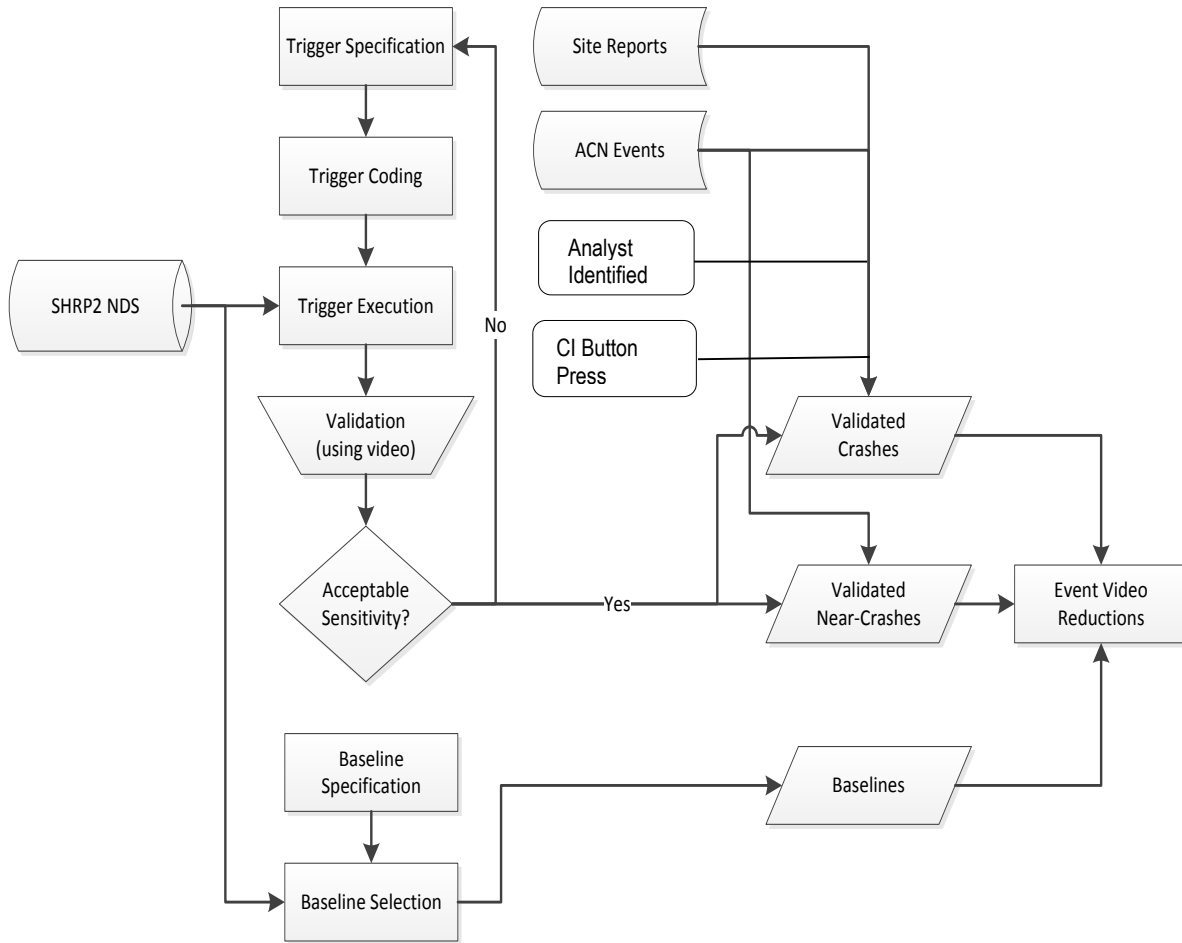 Trigger Specification
Site Reports
Trigger Coding
ACN Events
Analyst
Identified
SHRP2 NDS
Trigger Execution
No
CI Button
Press
Validation
(using video)
Validated
Crashes
Acceptable
Sensitivity?
Yes
Validated
Near-Crashes
Event Video
Reductions
Baseline
Specification
Baselines
Baseline Selection